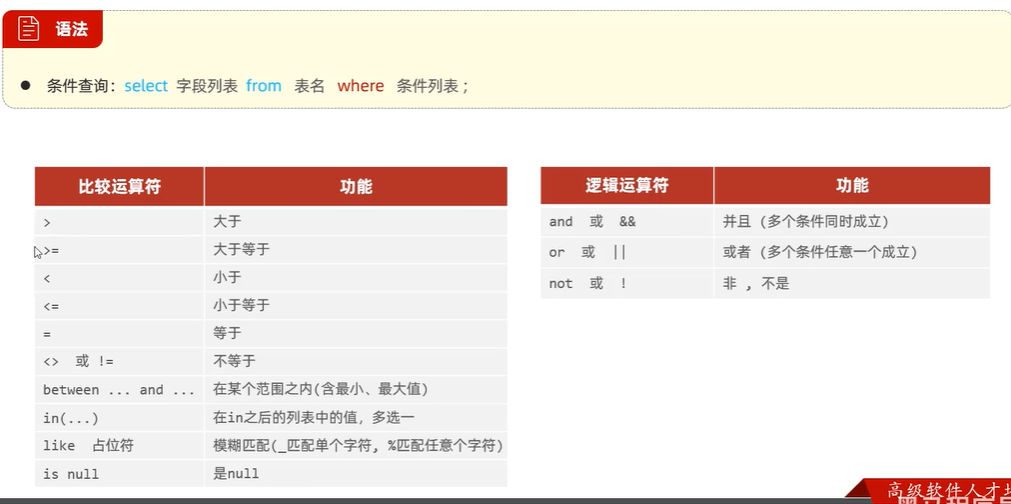 语法
● 条件查询：select 字段列表 from 表名 where 条件列表 ;
比较运算符 功能
> 大于
>= 大于等于
< 小于
<= 小于等于
= 等于
<> 或 != 不等于
between ... and ... 在某个范围之内(含最小、最大值)
in(...) 在in之后的列表中的值，多选一
like 占位符 模糊匹配(_匹配单个字符, %匹配任意个字符)
is null 是null
逻辑运算符 功能
and 或 && 并且 (多个条件同时成立)
or 或 || 或者 (多个条件任意一个成立)
not 或 ! 非 , 不是
高级软件人才